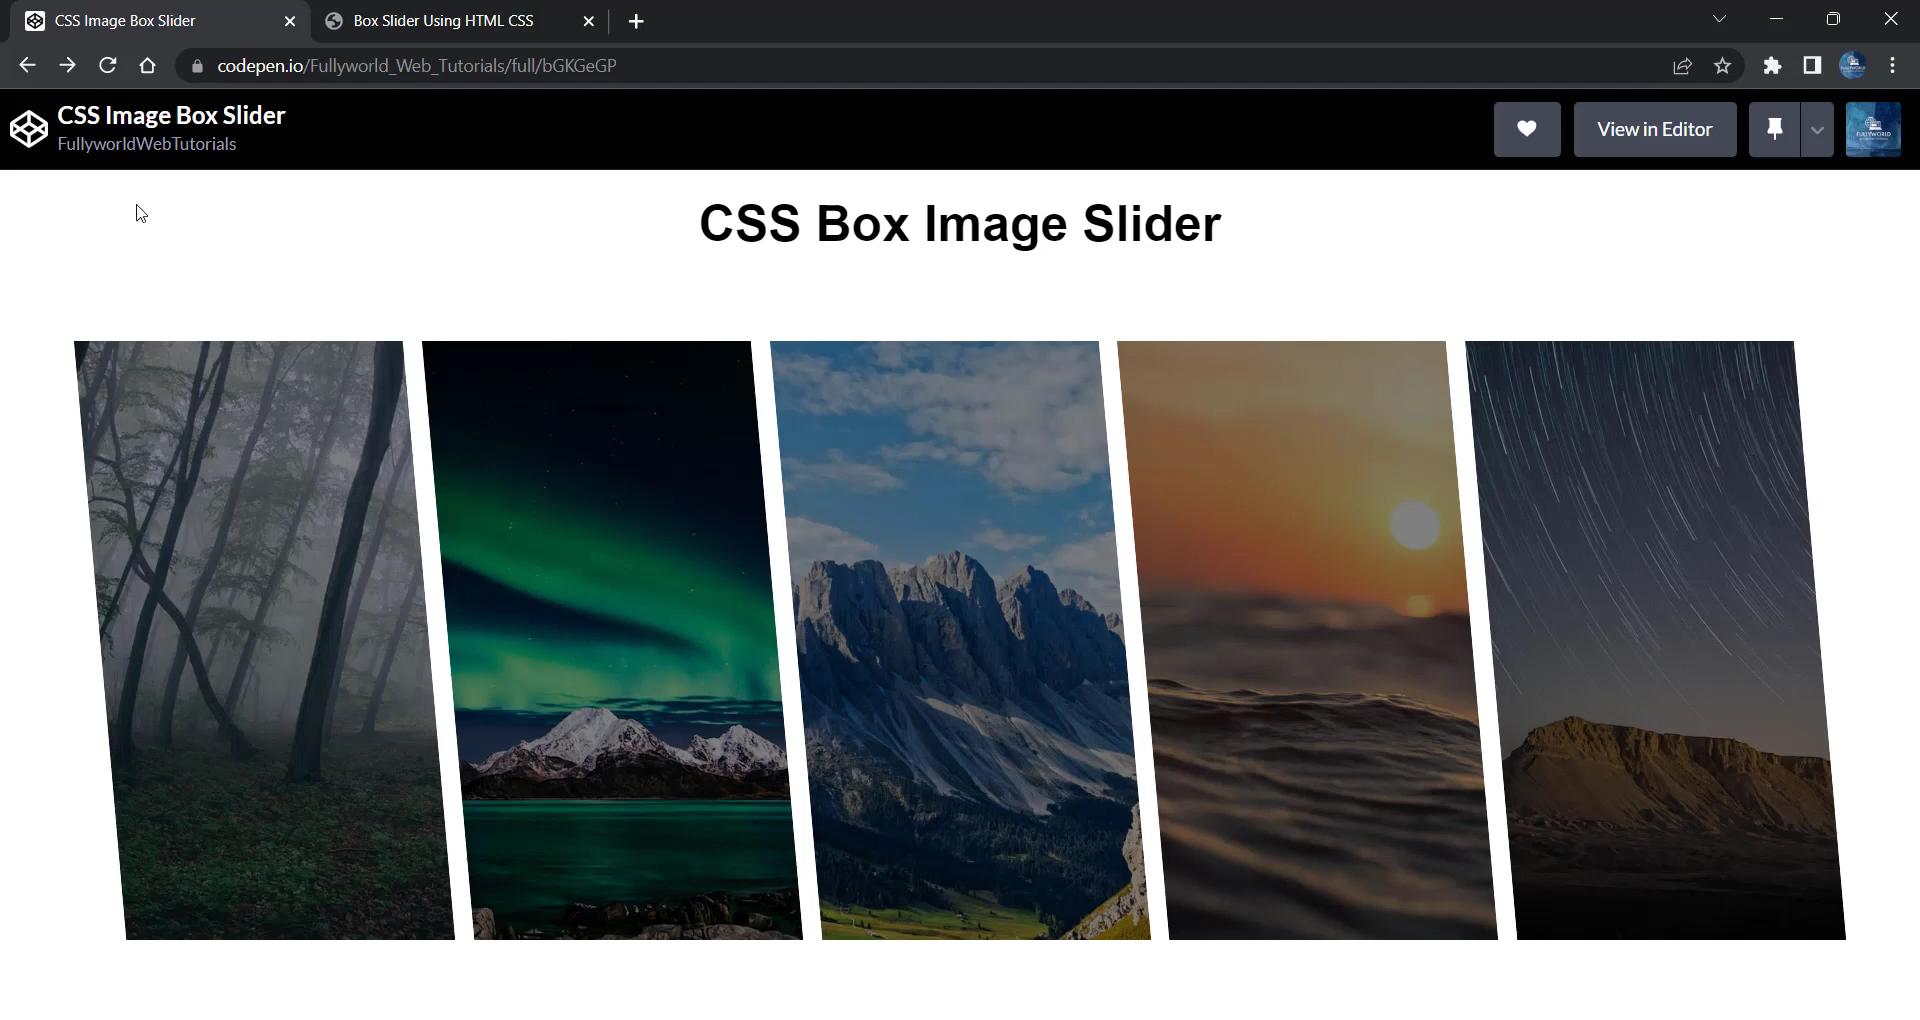 CSS Image Box Slider
Box Slider Using HTML CSS
codepen.io/Fullyworld_Web_Tutorials/full/bGKGeGP
CSS Image Box Slider
FullyworldWebTutorials
View in Editor
FULLYWORLD
CSS Box Image Slider